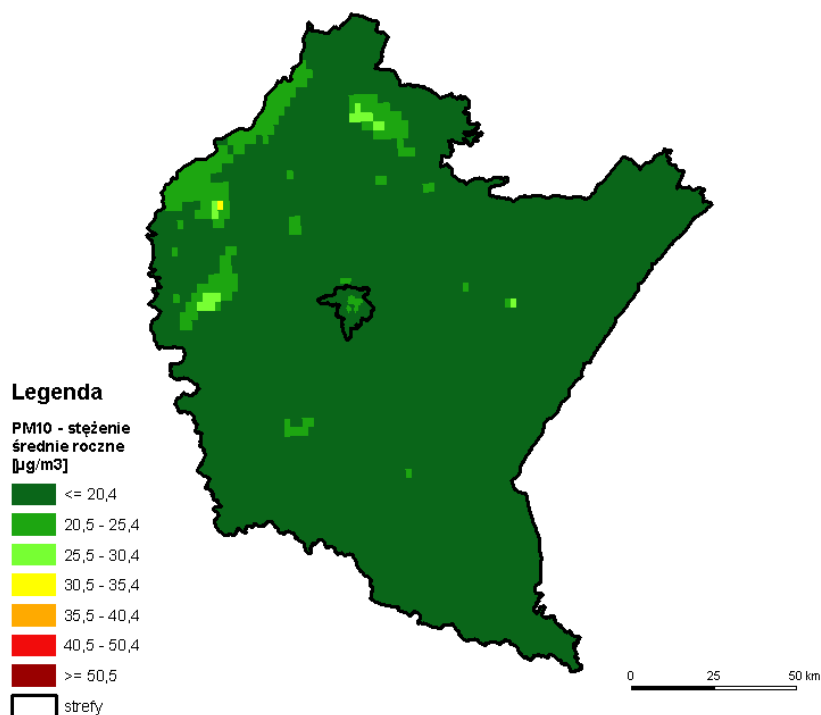 Legenda
PM10 - stężenie
średnie roczne
[µg/m3]
<= 20,4
20,5 - 25,4
25,5 - 30,4
30,5 - 35,4
35,5 - 40,4
40,5 - 50,4
>= 50,5
strefy
0 25 50 km